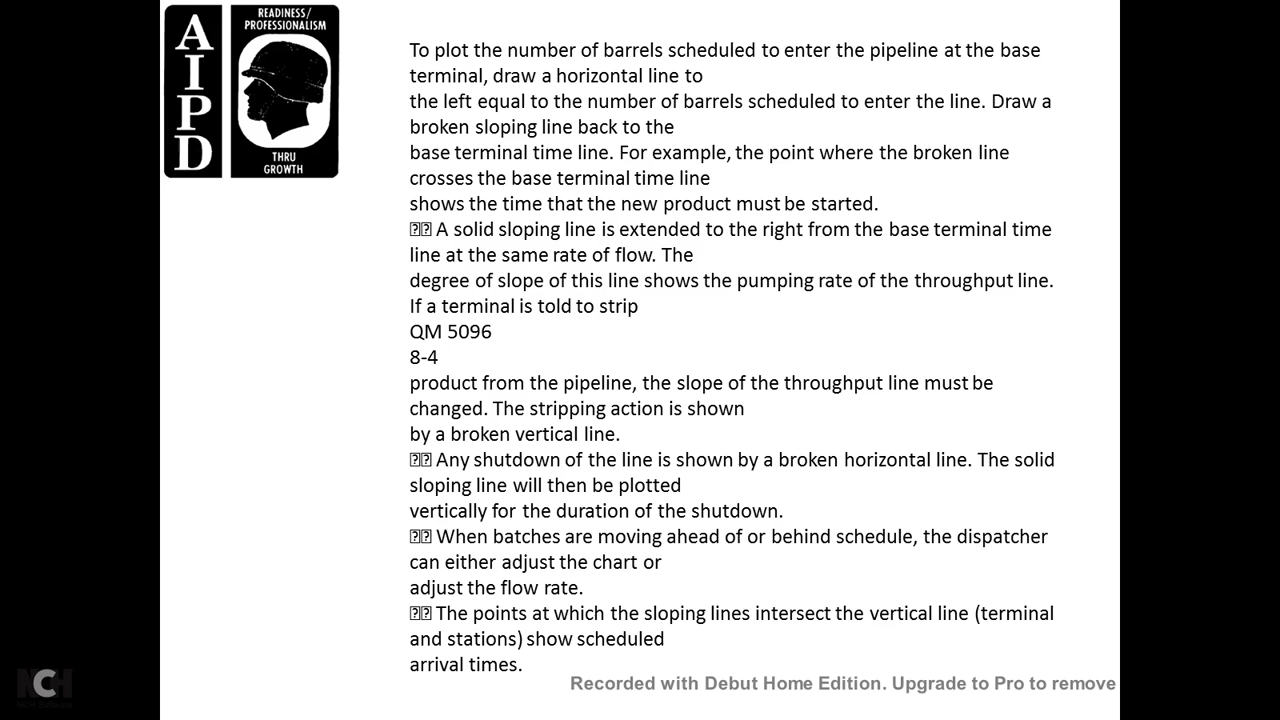 A
I
P
D
READINESS/
PROFESSIONALISM
THRU
GROWTH
To plot the number of barrels scheduled to enter the pipeline at the base
terminal, draw a horizontal line to
the left equal to the number of barrels scheduled to enter the line. Draw a
broken sloping line back to the
base terminal time line. For example, the point where the broken line
crosses the base terminal time line
shows the time that the new product must be started.
⍰⍰ A solid sloping line is extended to the right from the base terminal time
line at the same rate of flow. The
degree of slope of this line shows the pumping rate of the throughput line.
If a terminal is told to strip
QM 5096
8-4
product from the pipeline, the slope of the throughput line must be
changed. The stripping action is shown
by a broken vertical line.
⍰⍰ Any shutdown of the line is shown by a broken horizontal line. The solid
sloping line will then be plotted
vertically for the duration of the shutdown.
⍰⍰ When batches are moving ahead of or behind schedule, the dispatcher
can either adjust the chart or
adjust the flow rate.
⍰⍰ The points at which the sloping lines intersect the vertical line (terminal
and stations) show scheduled
arrival times.
NCH
NCH Software
Recorded with Debut Home Edition. Upgrade to Pro to remove